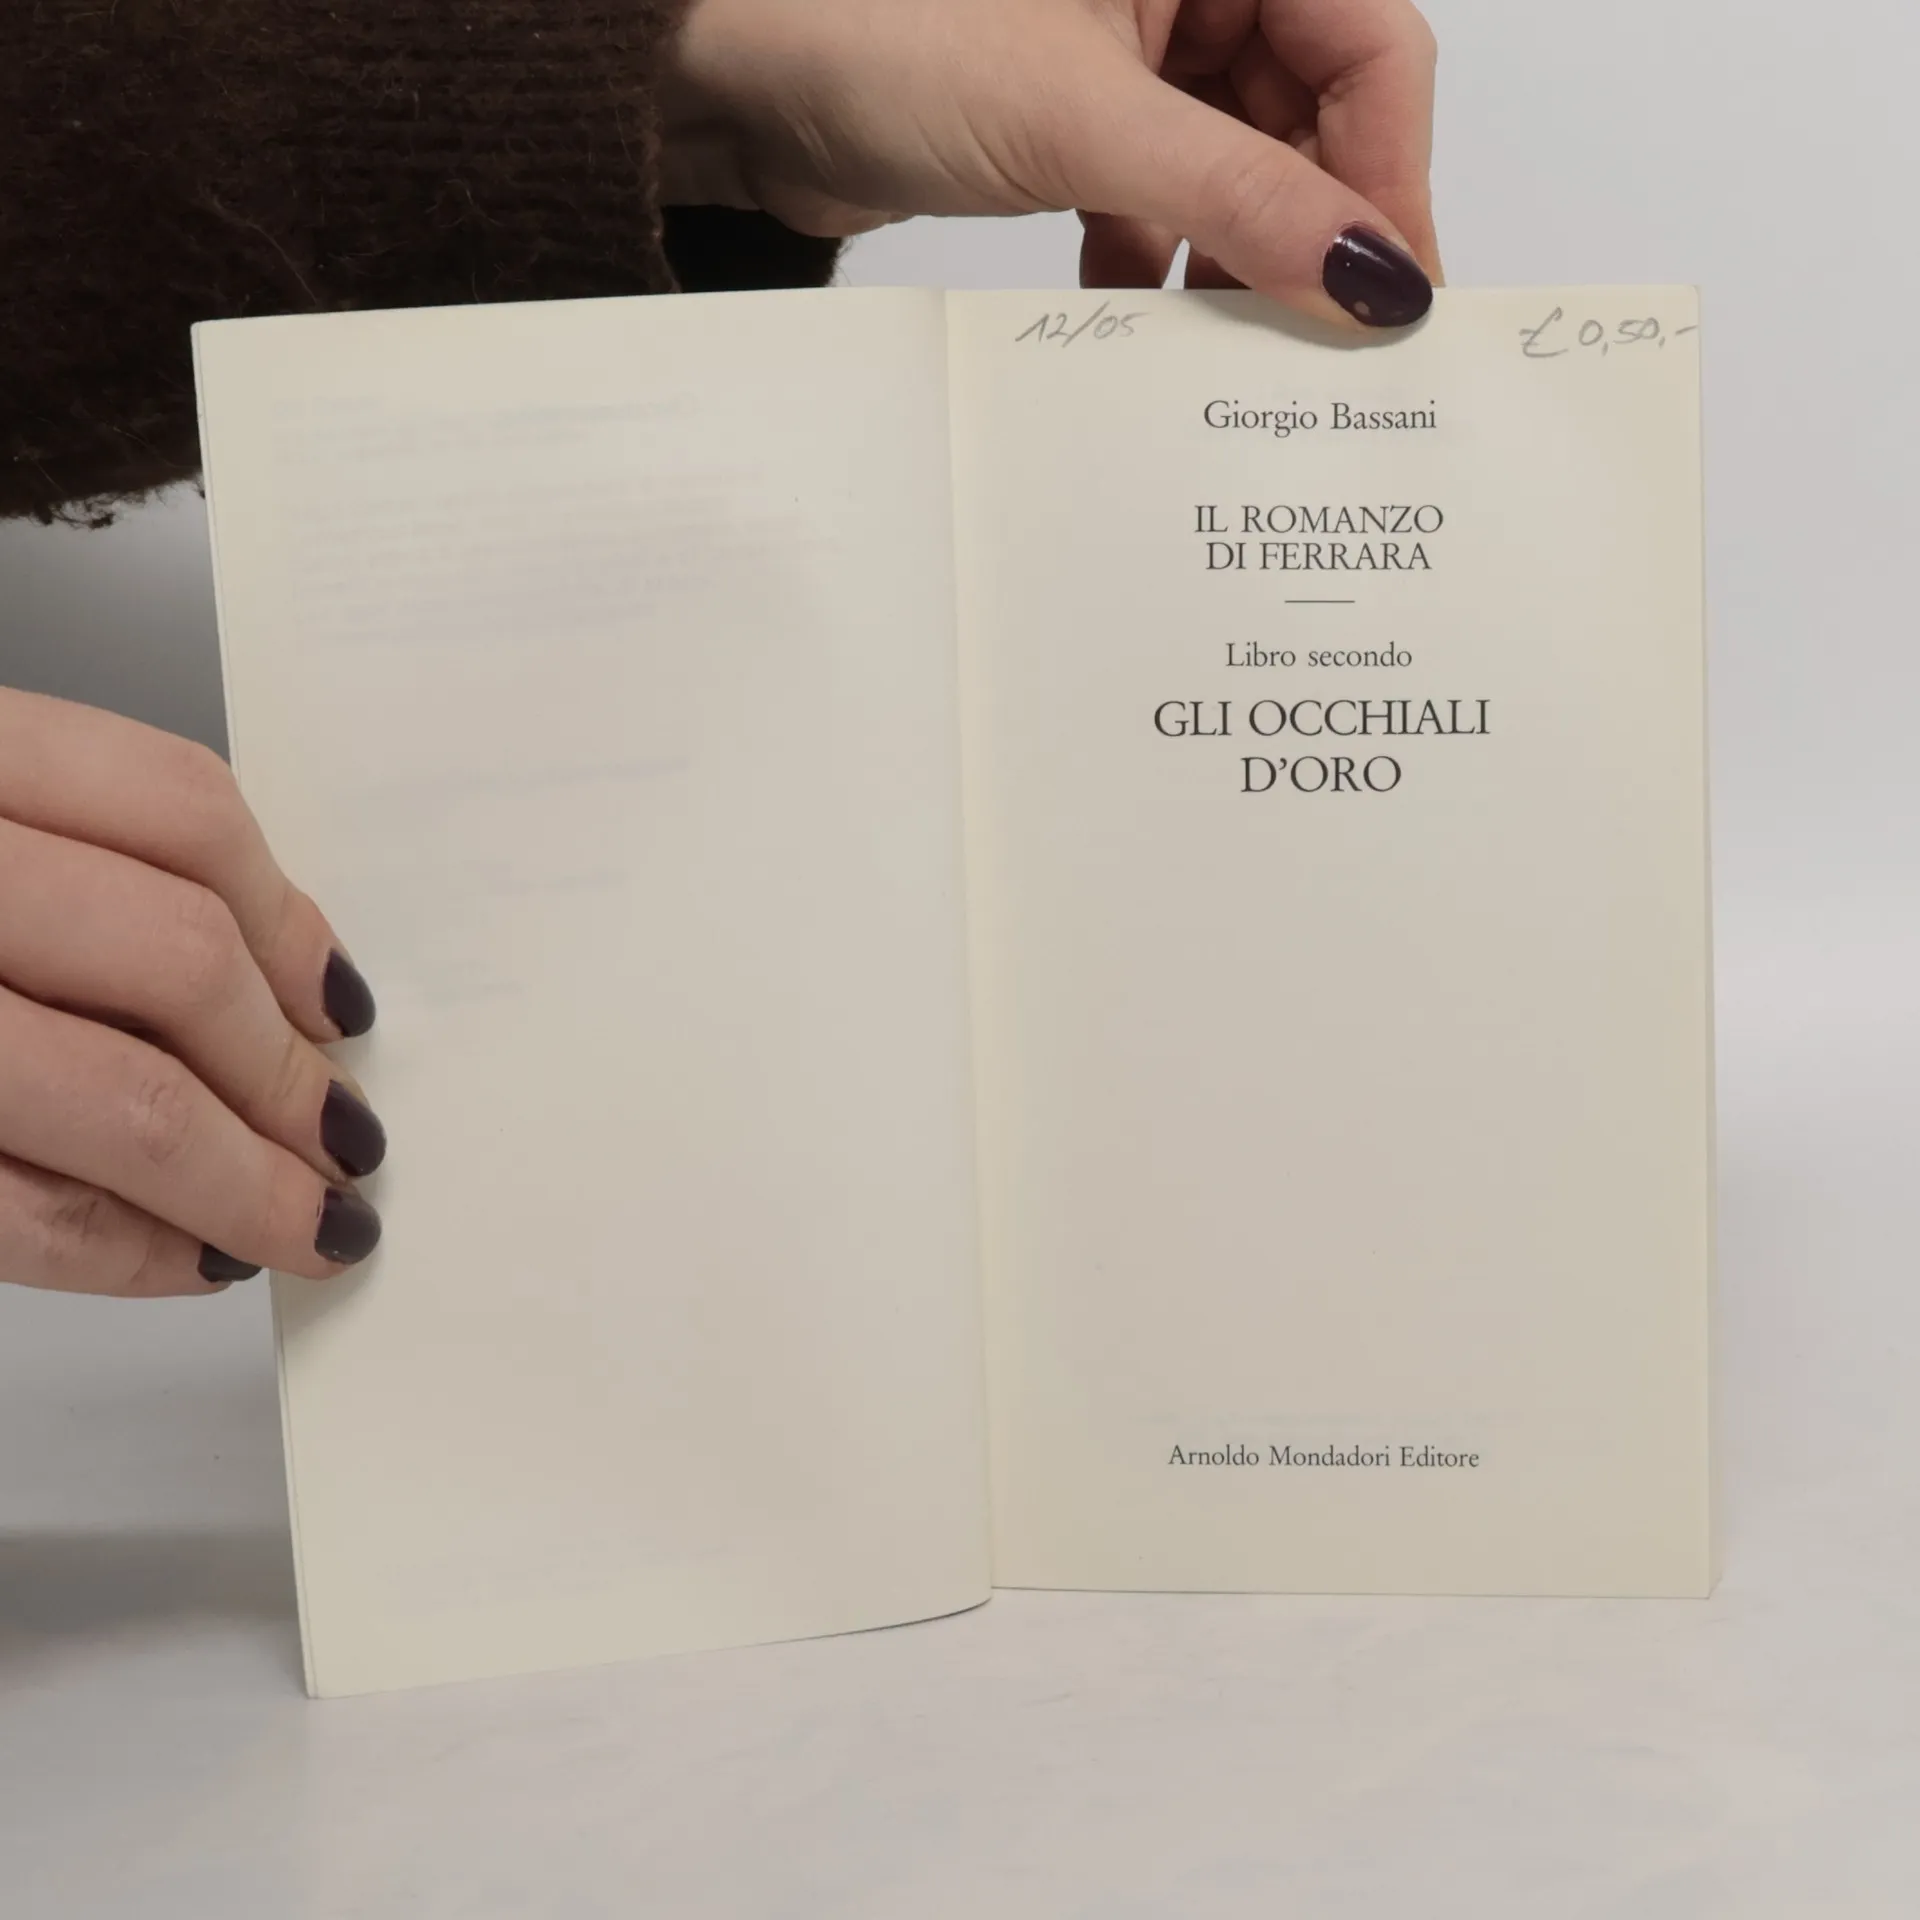 12/05
£ 0,50,-
Giorgio Bassani
IL ROMANZO
DI FERRARA
Libro secondo
GLI OCCHIALI
D'ORO
Arnoldo Mondadori Editore